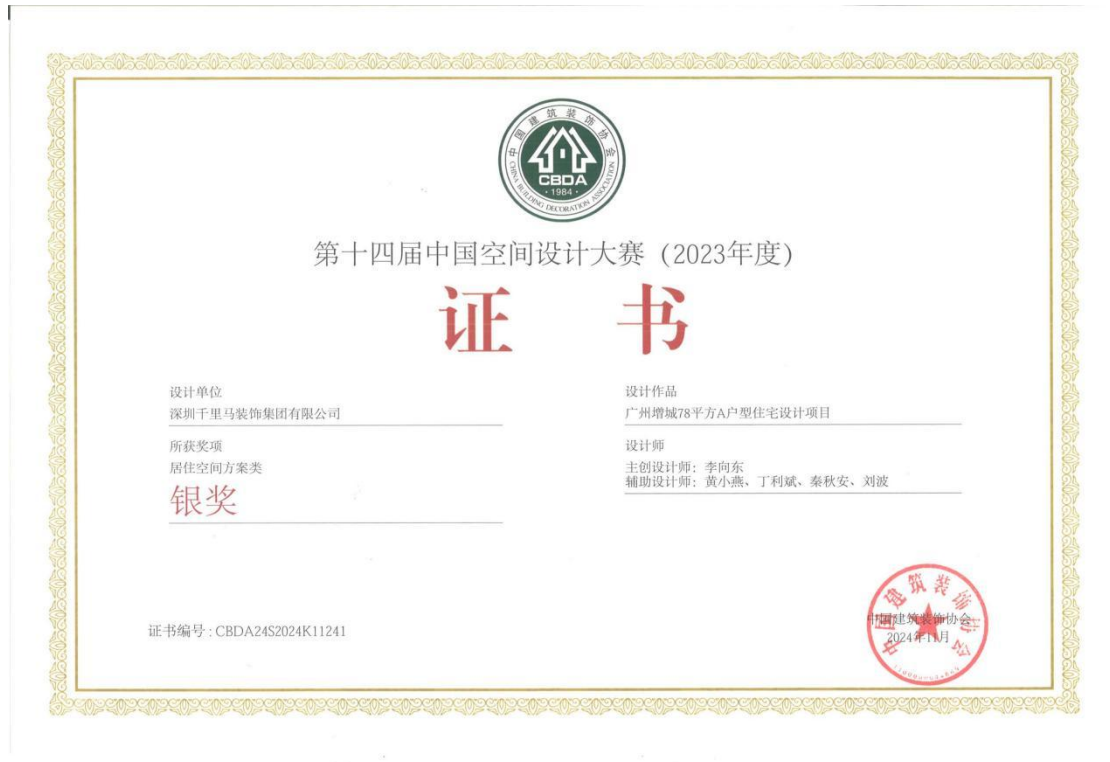 中国建筑装饰协会
CBDA
·1984·
CHINA BUILDING DECORATION ASSOCIATION
第十四届中国空间设计大赛（2023年度）
证 书
设计单位
深圳千里马装饰集团有限公司
所获奖项
居住空间方案类
银奖
设计作品
广州增城78平方A户型住宅设计项目
设计师
主创设计师：李向东
辅助设计师：黄小燕、丁利斌、秦秋安、刘波
证书编号：CBDA24S2024K11241
中国建筑装饰协会
2024年11月
中国建筑装饰协会